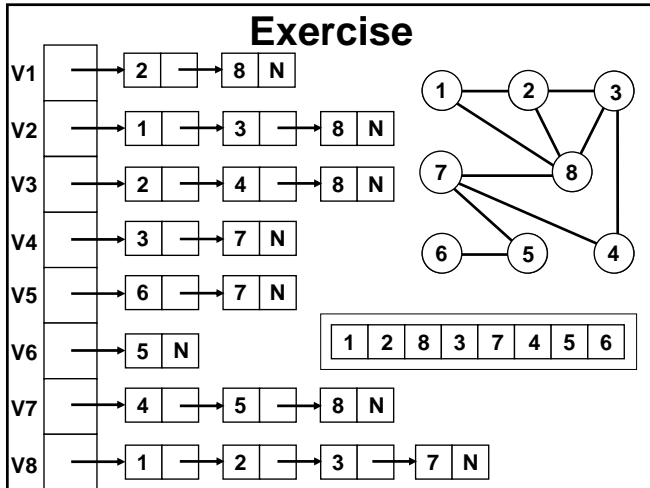 Exercise
V1 2 8 N
V2 1 3 8 N
V3 2 4 8 N
V4 3 7 N
V5 6 7 N
V6 5 N
V7 4 5 8 N
V8 1 2 3 7 N
1 2 3
7 8
6 5 4
1 2 8 3 7 4 5 6